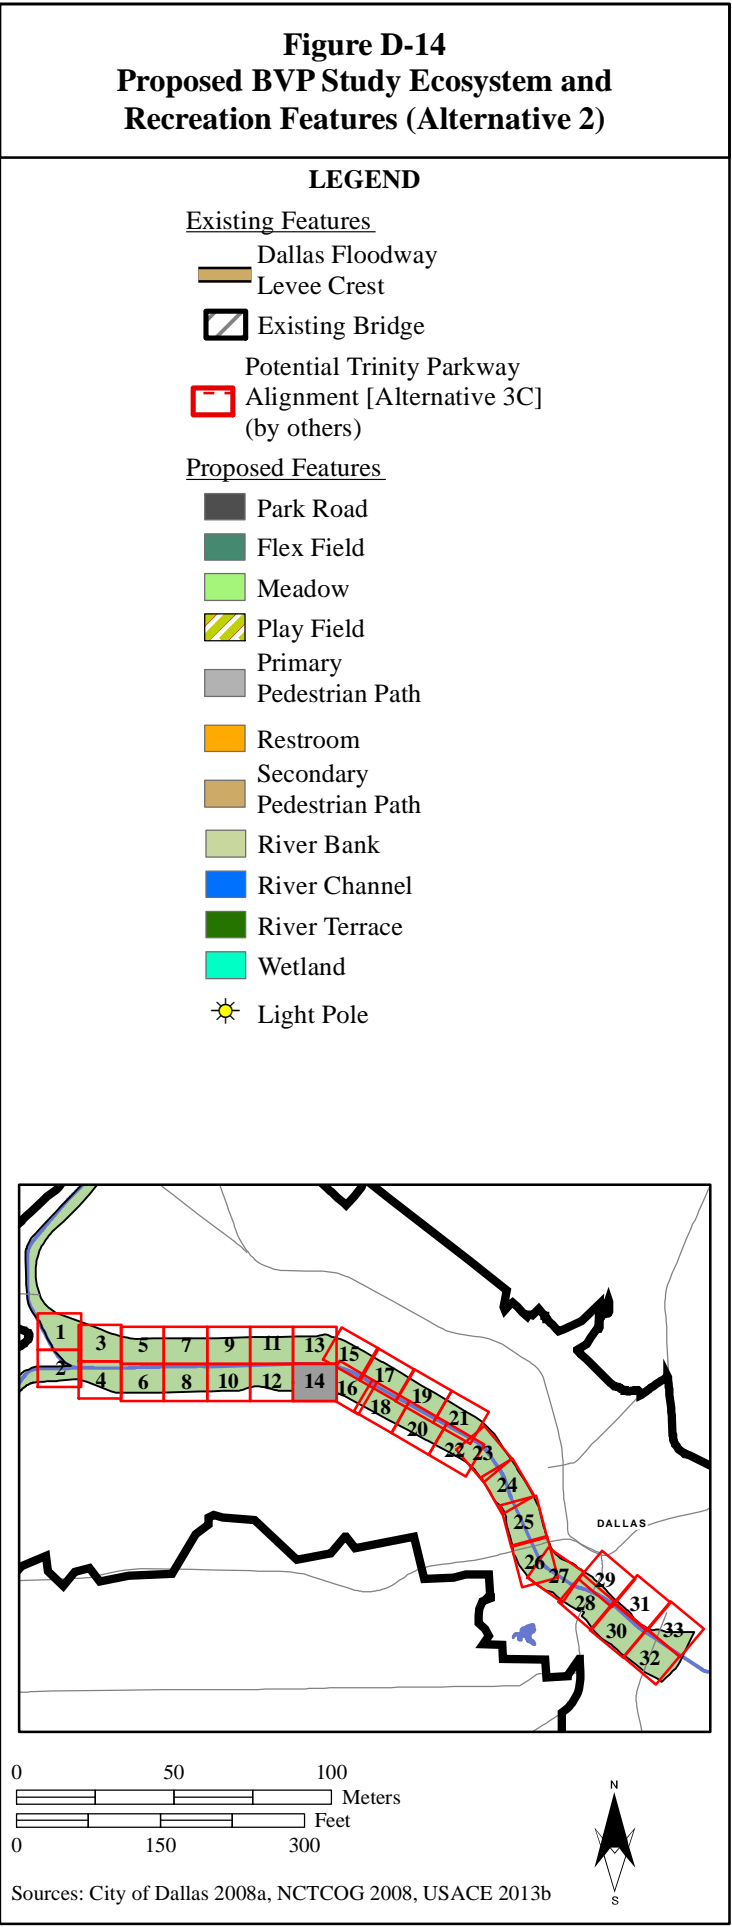 Figure D-14
Proposed BVP Study Ecosystem and
Recreation Features (Alternative 2)
LEGEND
Existing Features
Dallas Floodway
Levee Crest
Existing Bridge
Potential Trinity Parkway
Alignment [Alternative 3C]
(by others)
Proposed Features
Park Road
Flex Field
Meadow
Play Field
Primary
Pedestrian Path
Restroom
Secondary
Pedestrian Path
River Bank
River Channel
River Terrace
Wetland
Light Pole
1
2
3
4
5
6
7
8
9
10
11
12
13
14
15
16
17
18
19
20
21
22
23
24
25
26
27
28
29
30
31
32
33
DALLAS
0 50 100
Meters
Feet
0 150 300
N
S
Sources: City of Dallas 2008a, NCTCOG 2008, USACE 2013b